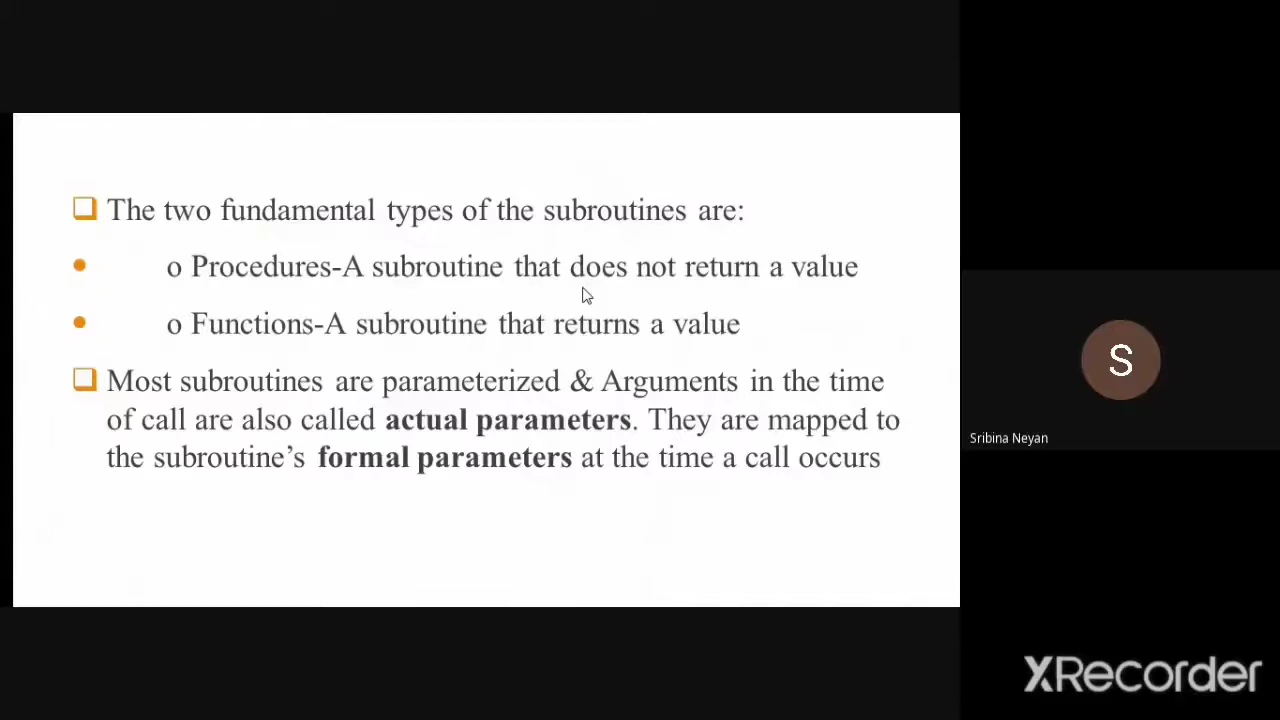 The two fundamental types of the subroutines are:
o Procedures-A subroutine that does not return a value
o Functions-A subroutine that returns a value
Most subroutines are parameterized & Arguments in the time
of call are also called actual parameters. They are mapped to
the subroutine’s formal parameters at the time a call occurs
S
Sribina Neyan
XRecorder